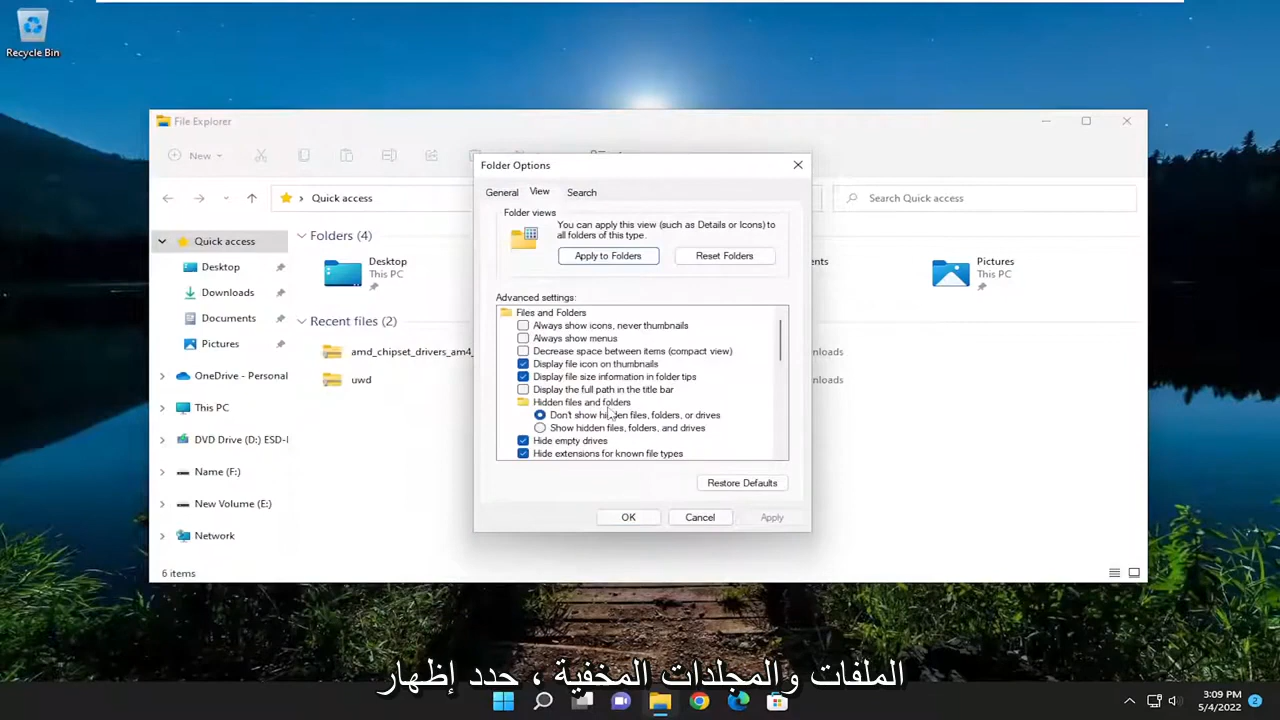 Recycle Bin
File Explorer
New
Quick access
Search Quick access
Quick access
Desktop
Downloads
Documents
Pictures
OneDrive - Personal
This PC
DVD Drive (D:) ESD-I
Name (F:)
New Volume (E:)
Network
Folders (4)
Desktop
This PC
Pictures
This PC
Recent files (2)
amd_chipset_drivers_am4_
uwd
6 items
Folder Options
General View Search
Folder views
You can apply this view (such as Details or Icons) to
all folders of this type.
Apply to Folders Reset Folders
Advanced settings:
Files and Folders
Always show icons, never thumbnails
Always show menus
Decrease space between items (compact view)
Display file icon on thumbnails
Display file size information in folder tips
Display the full path in the title bar
Hidden files and folders
Don't show hidden files, folders, or drives
Show hidden files, folders, and drives
Hide empty drives
Hide extensions for known file types
Restore Defaults
OK Cancel Apply
الملفات والمجلدات المخفية ، حدد إظهار
3:09 PM
5/4/2022
2